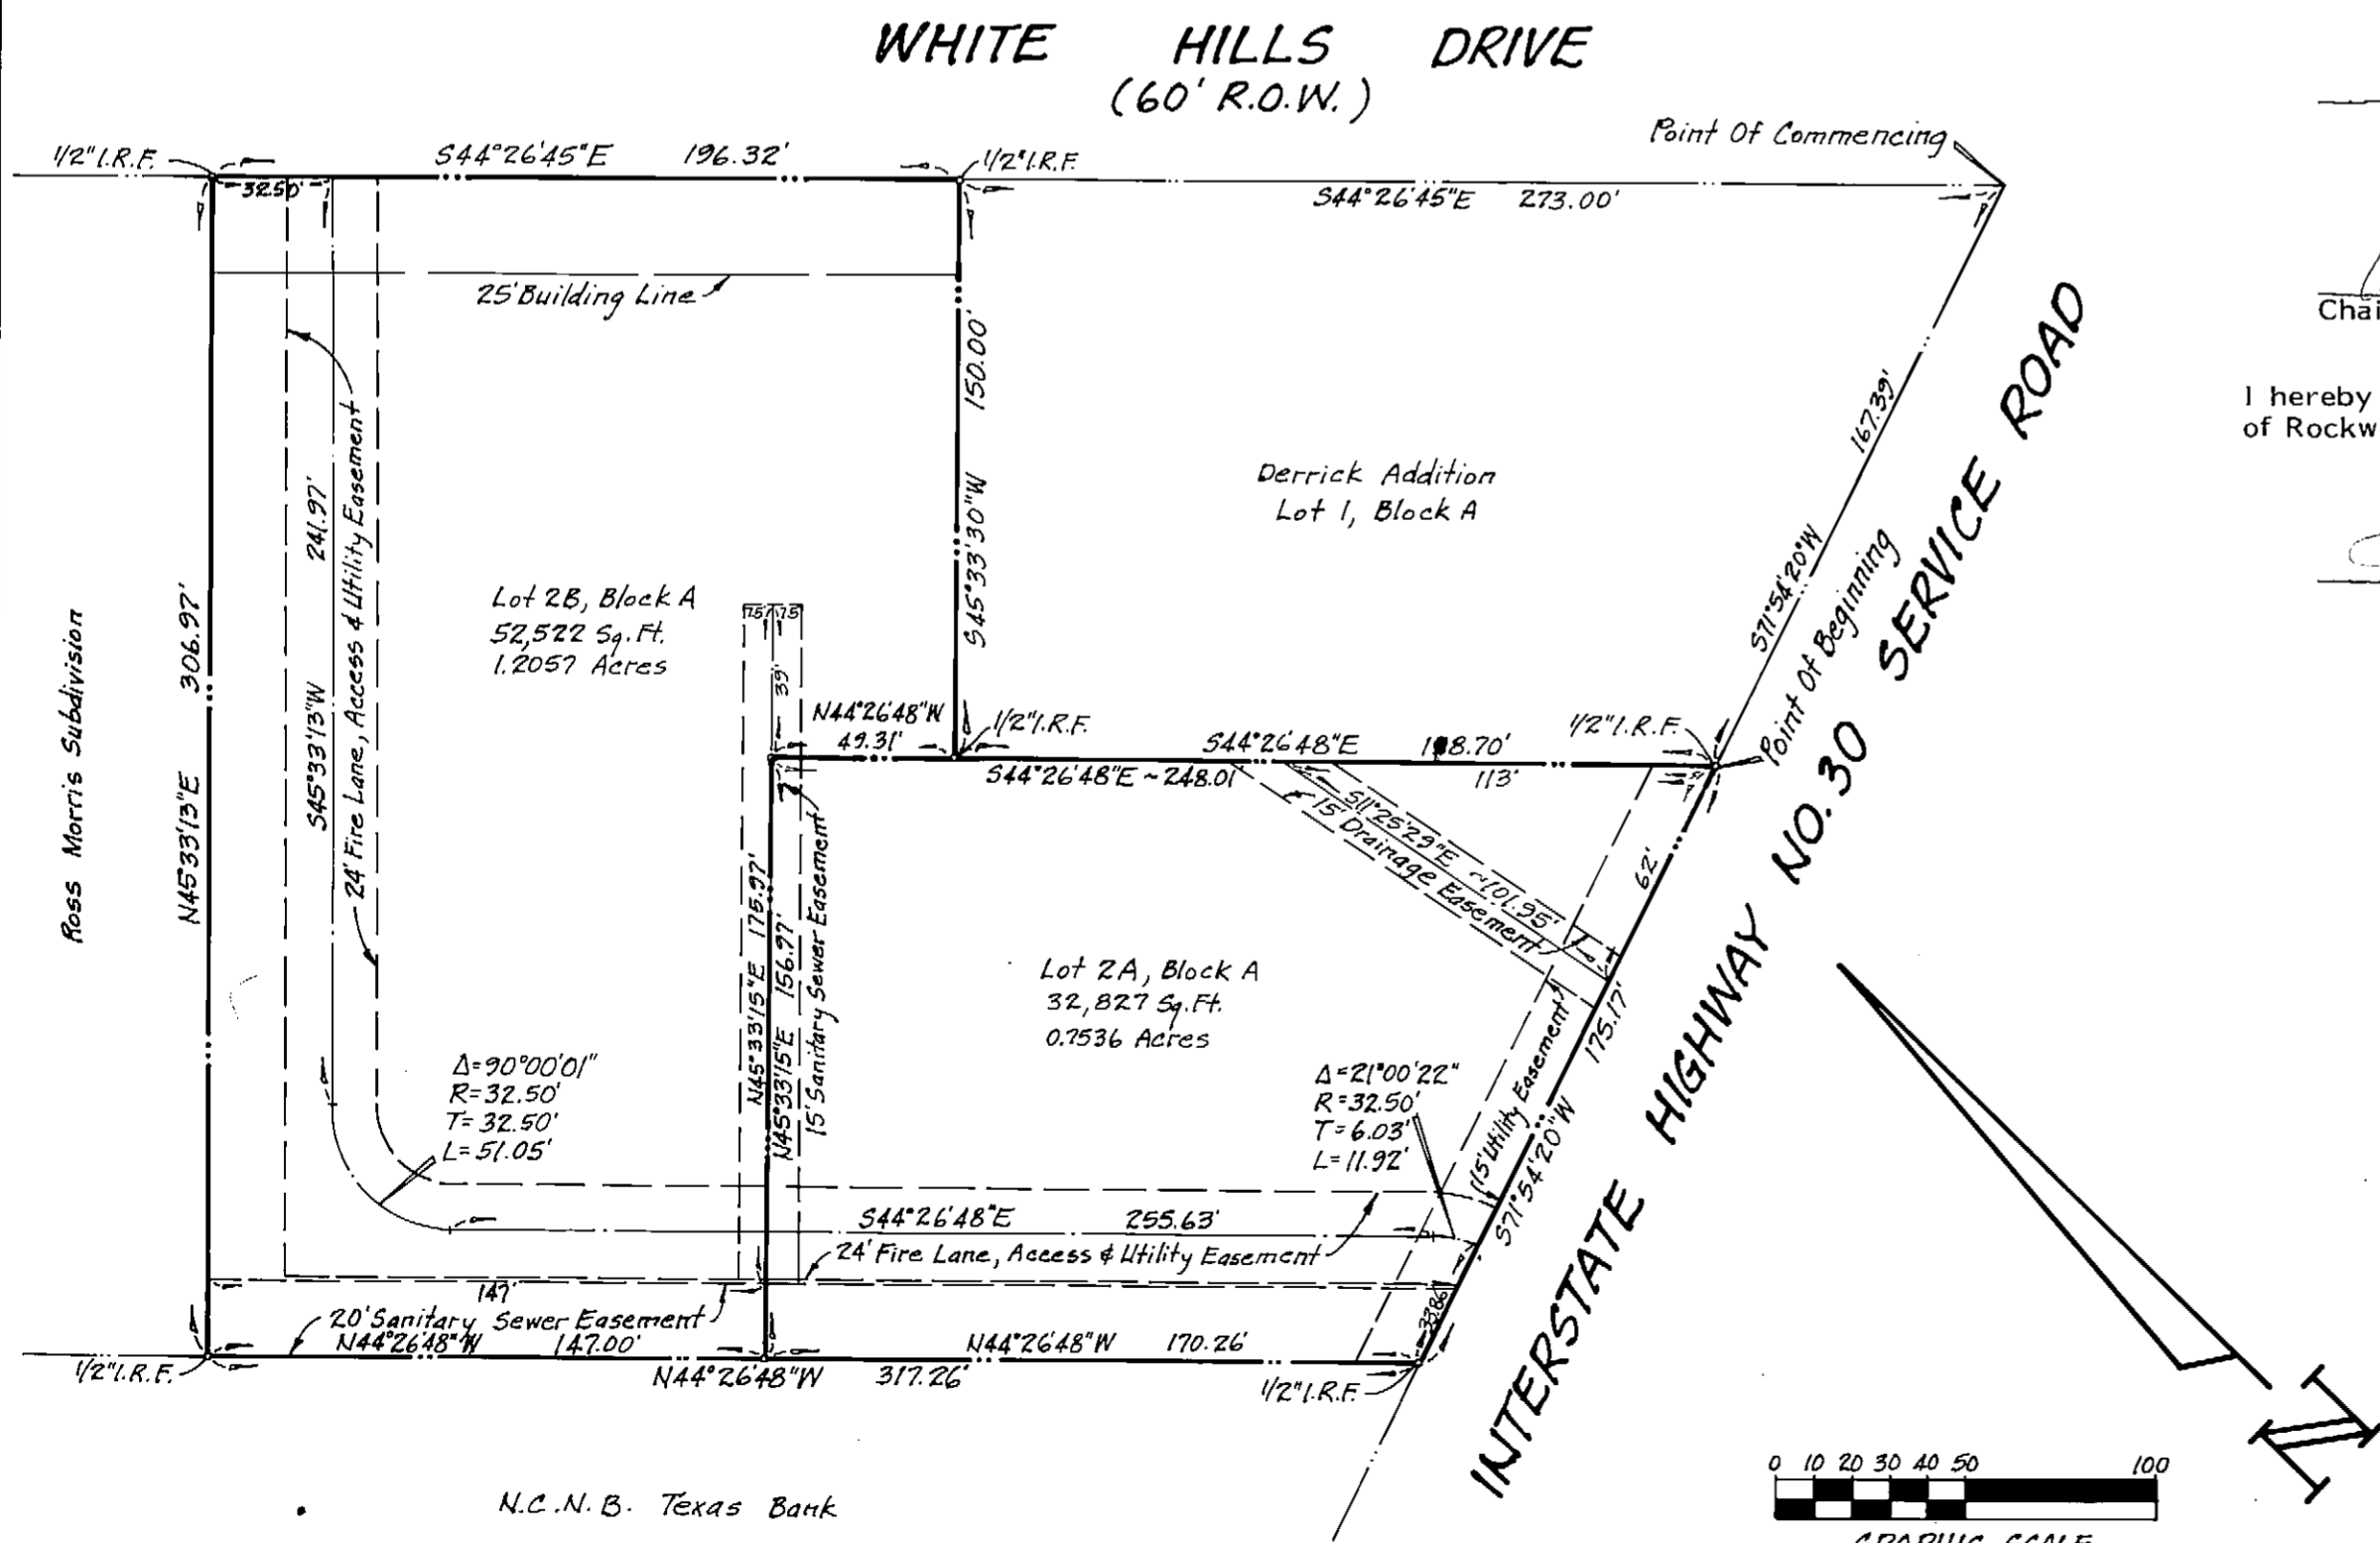 WHITE HILLS DRIVE
(60' R.O.W.)
Point Of Commencing
1/2" I.R.F.
S44°26'45"E 196.32'
1/2" I.R.F.
32.50'
S44°26'45"E 273.00'
25' Building Line
Chai
I hereby
of Rockw
150.00'
S45°33'30"W
167.39'
S71°54'20"W
Derrick Addition
Lot 1, Block A
Point Of Beginning
INTERSTATE HIGHWAY NO. 30 SERVICE ROAD
Ross Morris Subdivision
N45°33'13"E 306.97'
S45°33'13"W 241.97'
24' Fire Lane, Access & Utility Easement
Lot 2B, Block A
52,522 Sq. Ft.
1.2057 Acres
7.5' 7.5'
39'
N44°26'48"W
49.31'
1/2" I.R.F.
S44°26'48"E
8.70'
1/2" I.R.F.
S44°26'48"E ~ 248.01
113'
S11°25'29"E ~101.95'
15' Drainage Easement
62'
N45°33'15"E 175.97'
N45°33'15"E 156.97'
15' Sanitary Sewer Easement
Lot 2A, Block A
32,827 Sq. Ft.
0.7536 Acres
175.17'
S71°54'20"W
15' Utility Easement
Δ=90°00'01"
R=32.50'
T=32.50'
L=51.05'
Δ=21°00'22"
R=32.50'
T=6.03'
L=11.92'
S44°26'48"E 255.63'
24' Fire Lane, Access & Utility Easement
147'
20' Sanitary Sewer Easement
33.86'
N44°26'48"W 147.00'
N44°26'48"W 170.26'
1/2" I.R.F.
N44°26'48"W 317.26'
1/2" I.R.F.
N.C.N.B. Texas Bank
N
0 10 20 30 40 50 100
GRAPHIC SCALE